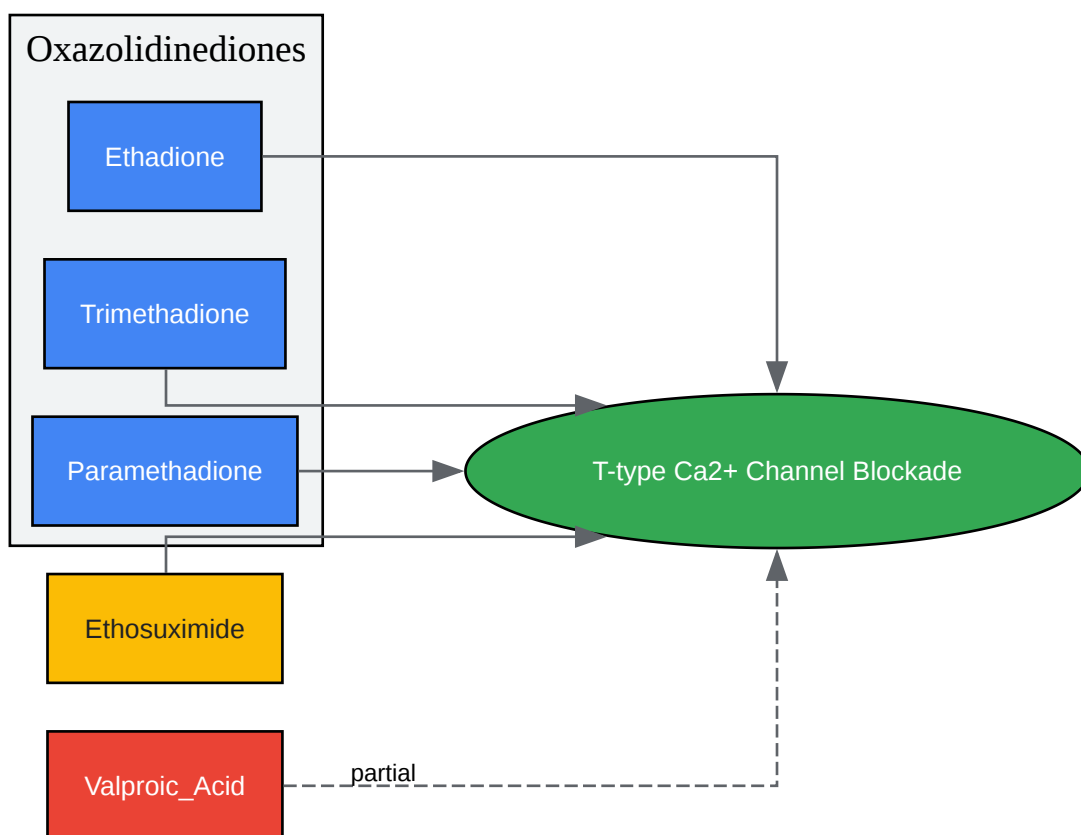 Oxazolidinediones
Ethadione
Trimethadione
Paramethadione
T-type Ca2+ Channel Blockade
Ethosuximide
Valproic_Acid
partial